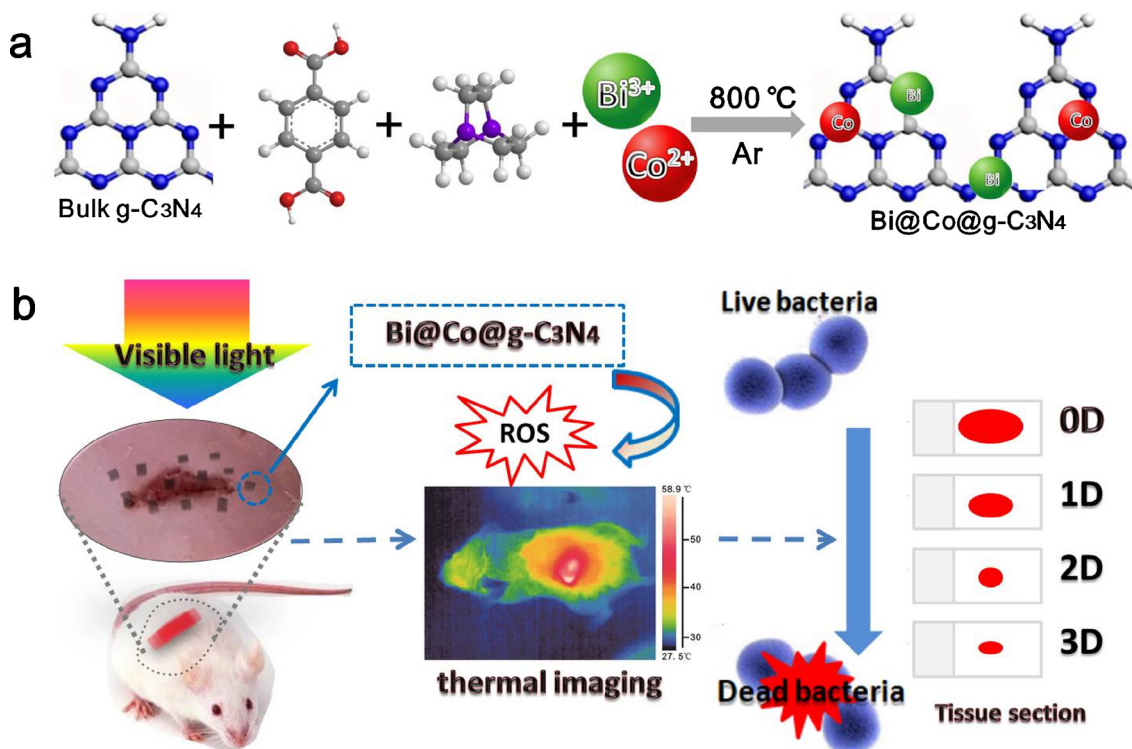 a
Bulk g-C3N4
+
+
+
Bi3+
Co2+
800 ℃
Ar
Bi
Co
Co
Bi
Bi@Co@g-C3N4
b
Visible light
Bi@Co@g-C3N4
ROS
58.9 ℃
50
40
30
27.5℃
thermal imaging
Live bacteria
Dead bacteria
0D
1D
2D
3D
Tissue section